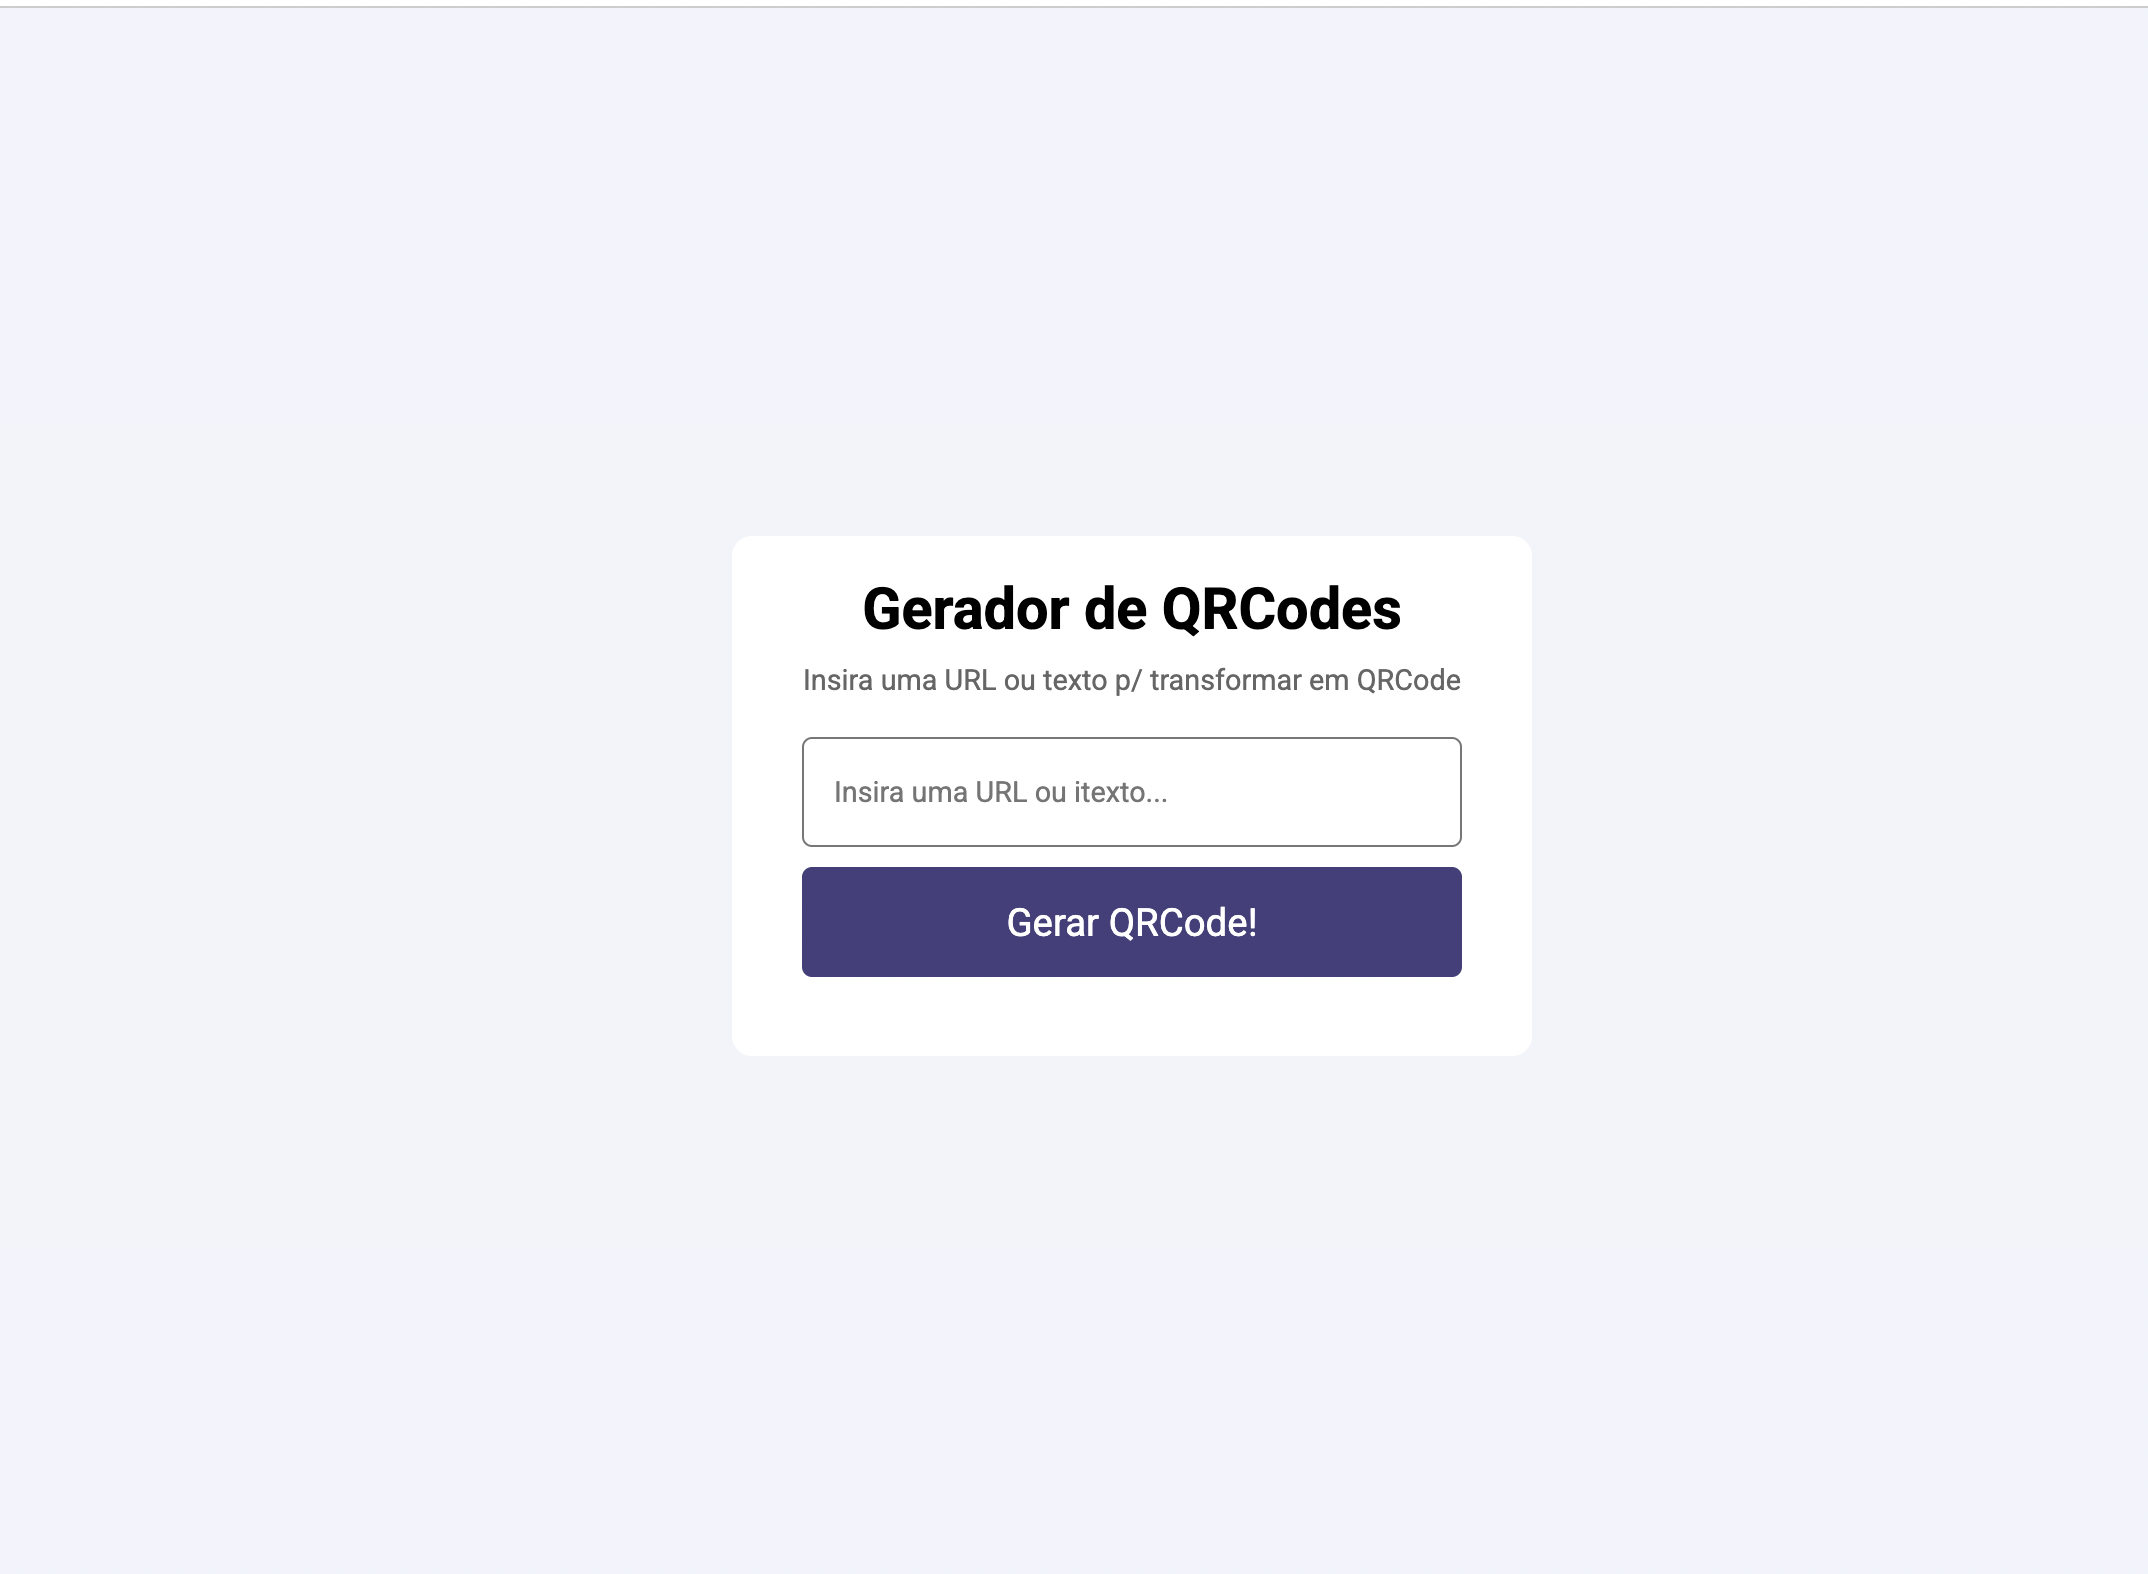 Gerador de QRCodes
Insira uma URL ou texto p/ transformar em QRCode
Insira uma URL ou itexto...
Gerar QRCode!